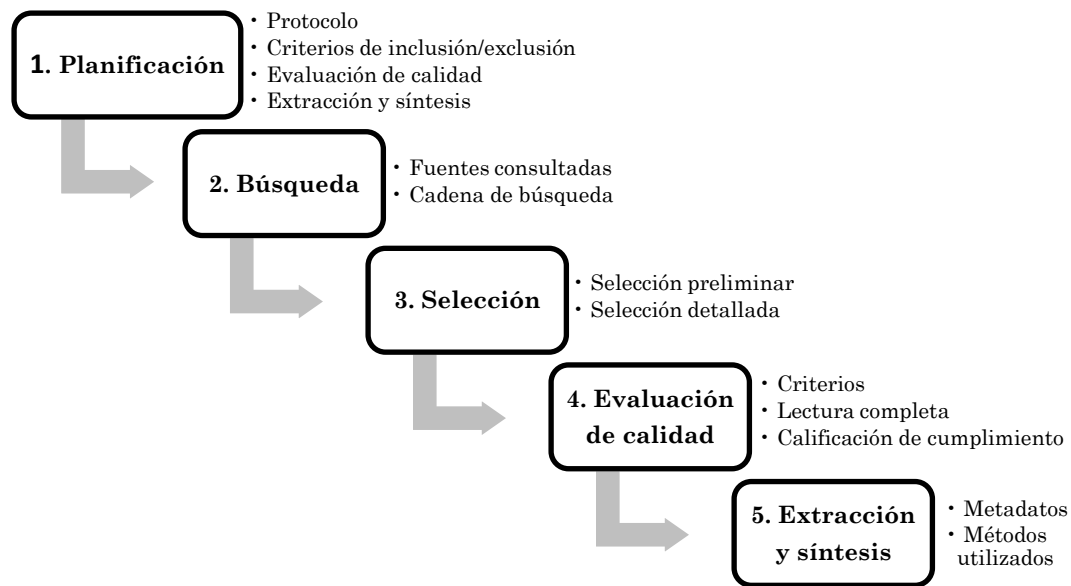 1. Planificación
• Protocolo
• Criterios de inclusión/exclusión
• Evaluación de calidad
• Extracción y síntesis
2. Búsqueda
• Fuentes consultadas
• Cadena de búsqueda
3. Selección
• Selección preliminar
• Selección detallada
4. Evaluación
de calidad
• Criterios
• Lectura completa
• Calificación de cumplimiento
5. Extracción
y síntesis
• Metadatos
• Métodos
utilizados